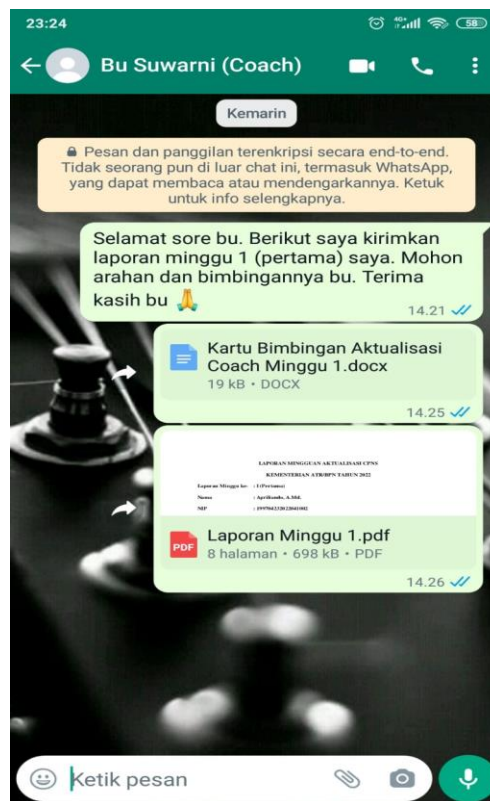 23:24
4G+
58
Bu Suwarni (Coach)
Kemarin
Pesan dan panggilan terenkripsi secara end-to-end.
Tidak seorang pun di luar chat ini, termasuk WhatsApp,
yang dapat membaca atau mendengarkannya. Ketuk
untuk info selengkapnya.
Selamat sore bu. Berikut saya kirimkan
laporan minggu 1 (pertama) saya. Mohon
arahan dan bimbingannya bu. Terima
kasih bu 🙏
14.21
Kartu Bimbingan Aktualisasi
Coach Minggu 1.docx
19 kB • DOCX
14.25
LAPORAN MINGGUAN AKTUALISASI CPNS
KEMENTERIAN ATR/BPN TAHUN 2022
Laporan Minggu ke- : I (Pertama)
Nama : Aprilianda, A.Md.
NIP :
PDF
Laporan Minggu 1.pdf
8 halaman • 698 kB • PDF
14.26
Ketik pesan